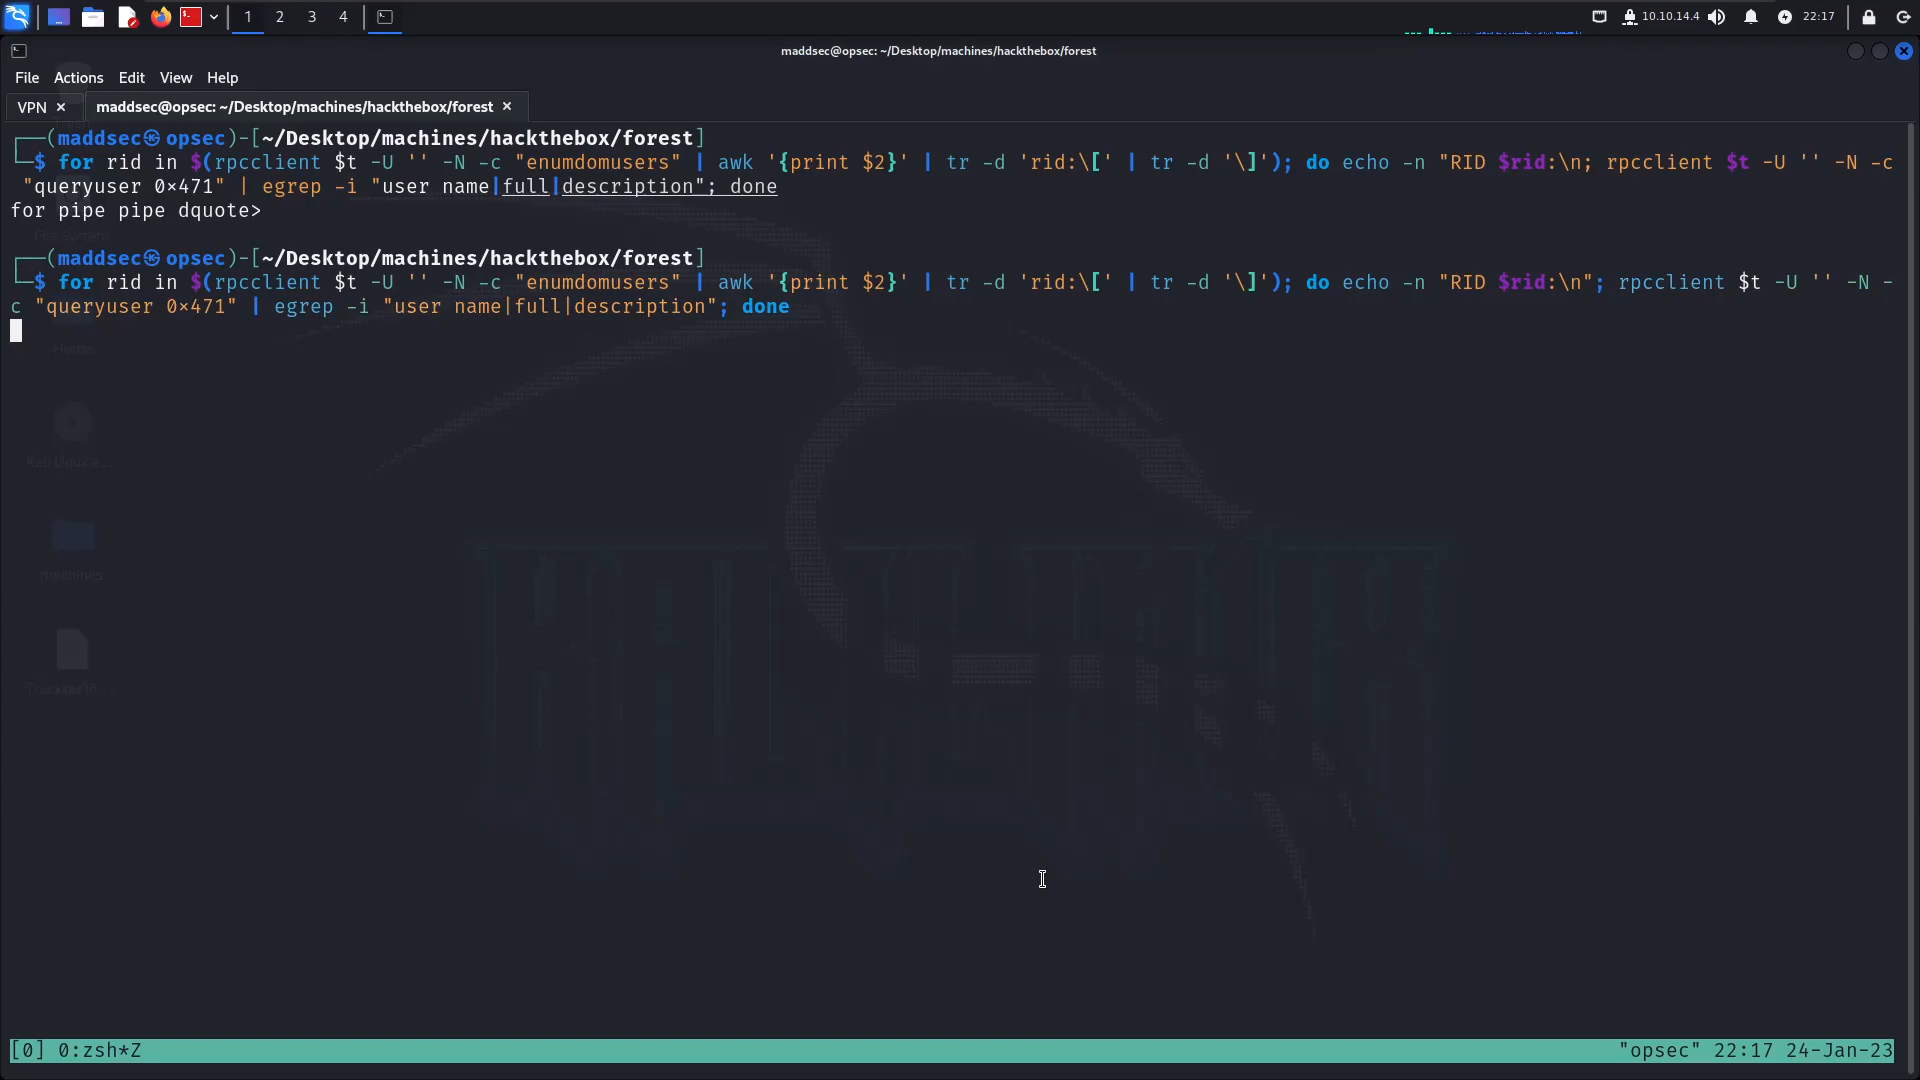 1 2 3 4 10.10.14.4 22:17
maddsec@opsec: ~/Desktop/machines/hackthebox/forest
File Actions Edit View Help
VPN × maddsec@opsec: ~/Desktop/machines/hackthebox/forest ×
┌──(maddsec㉿opsec)-[~/Desktop/machines/hackthebox/forest]
└─$ for rid in $(rpcclient $t -U '' -N -c "enumdomusers" | awk '{print $2}' | tr -d 'rid:\[' | tr -d '\]'); do echo -n "RID $rid:\n; rpcclient $t -U '' -N -c
"queryuser 0×471" | egrep -i "user name|full|description"; done
for pipe pipe dquote>
┌──(maddsec㉿opsec)-[~/Desktop/machines/hackthebox/forest]
└─$ for rid in $(rpcclient $t -U '' -N -c "enumdomusers" | awk '{print $2}' | tr -d 'rid:\[' | tr -d '\]'); do echo -n "RID $rid:\n"; rpcclient $t -U '' -N -
c "queryuser 0×471" | egrep -i "user name|full|description"; done
Home
machines
[0] 0:zsh*Z "opsec" 22:17 24-Jan-23